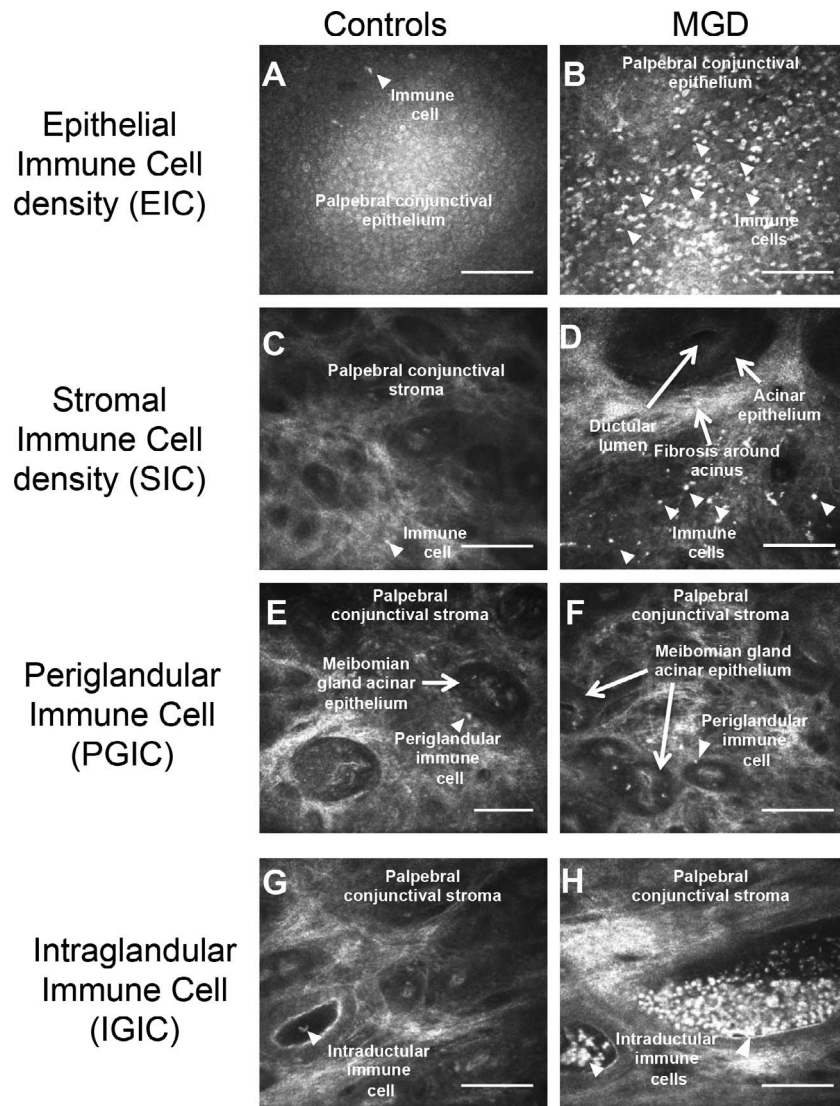 Controls
MGD
Epithelial
Immune Cell
density (EIC)
A
Immune
cell
Palpebral conjunctival
epithelium
B
Palpebral conjunctival
epithelium
Immune
cells
Stromal
Immune Cell
density (SIC)
C
Palpebral conjunctival
stroma
Immune
cell
D
Ductular
lumen
Acinar
epithelium
Fibrosis around
acinus
Immune
cells
Periglandular
Immune Cell
(PGIC)
E
Palpebral
conjunctival stroma
Meibomian
gland acinar
epithelium
Periglandular
immune
cell
F
Palpebral
conjunctival stroma
Meibomian gland
acinar epithelium
Periglandular
immune
cell
Intraglandular
Immune Cell
(IGIC)
G
Palpebral
conjunctival stroma
Intraductular
immune
cell
H
Palpebral
conjunctival stroma
Intraductular
immune
cells